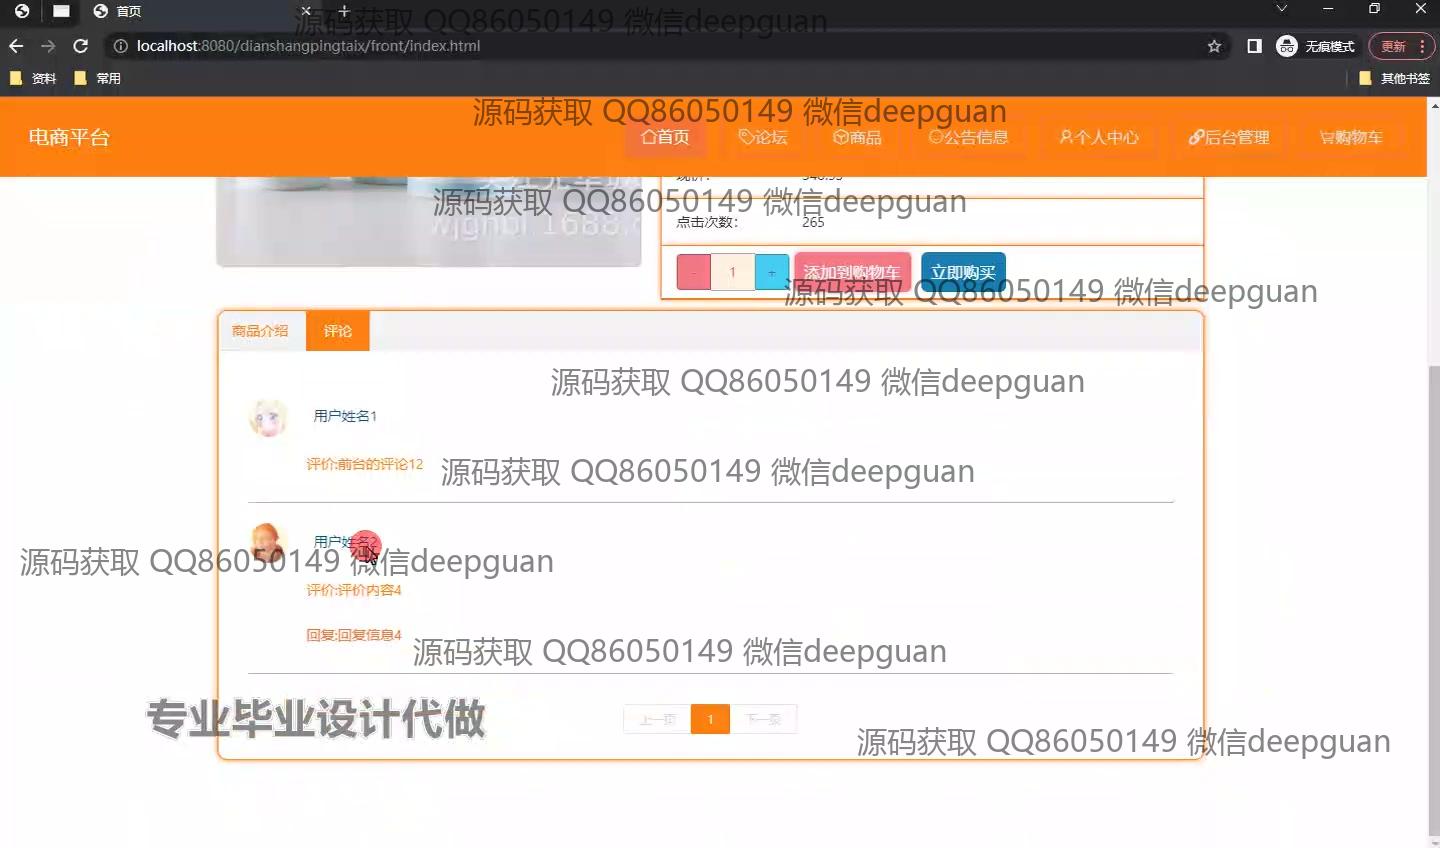 首页
源码获取 QQ86050149 微信deepguan
localhost:8080/dianshangpingtaix/front/index.html
无痕模式
更新
资料
常用
其他书签
源码获取 QQ86050149 微信deepguan
电商平台
首页
论坛
商品
公告信息
个人中心
后台管理
购物车
源码获取 QQ86050149 微信deepguan
点击次数：
265
-
1
+
添加到购物车
立即购买
源码获取 QQ86050149 微信deepguan
商品介绍
评论
源码获取 QQ86050149 微信deepguan
用户姓名1
评价:前台的评论12
源码获取 QQ86050149 微信deepguan
用户姓名2
源码获取 QQ86050149 微信deepguan
评价:评价内容4
回复:回复信息4
源码获取 QQ86050149 微信deepguan
专业毕业设计代做
上一页
1
下一页
源码获取 QQ86050149 微信deepguan